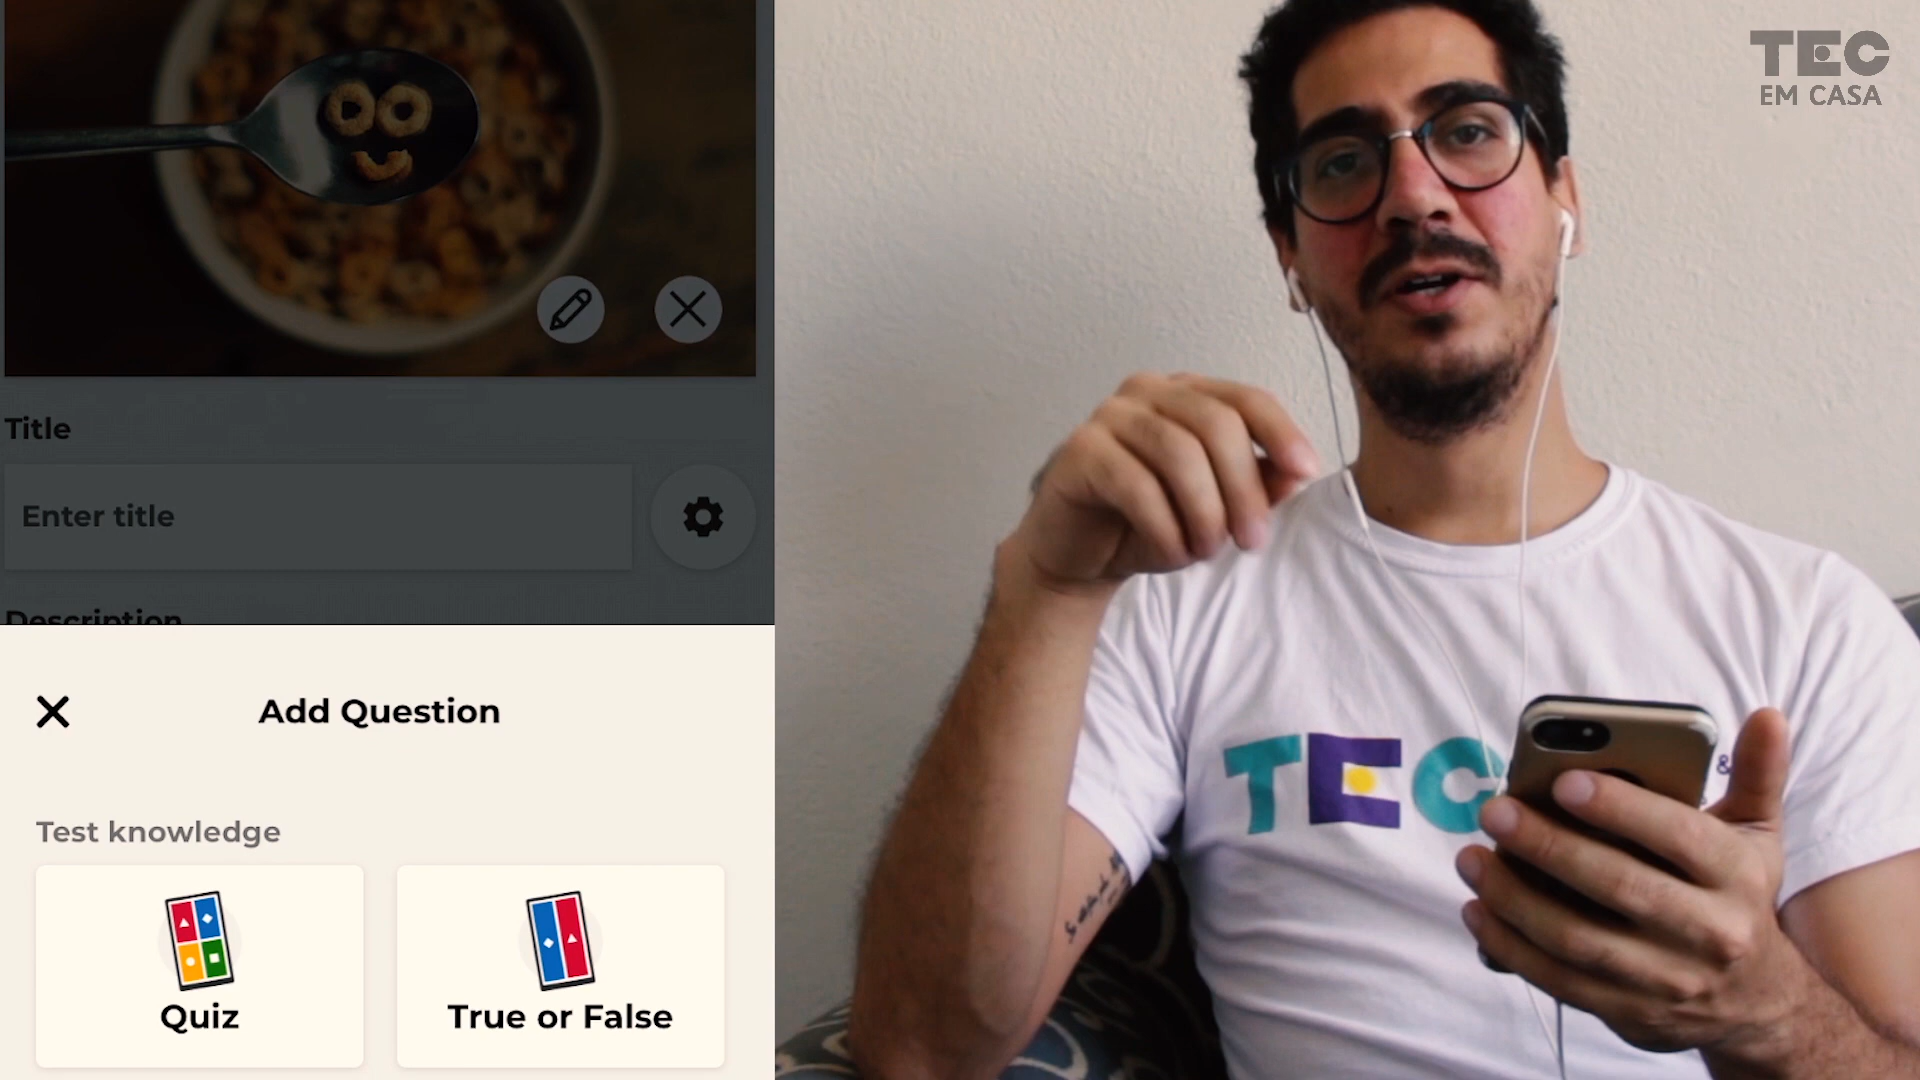 TEC
EM CASA
Title
Enter title
Description
Add Question
Test knowledge
Quiz
True or False
TEC
&